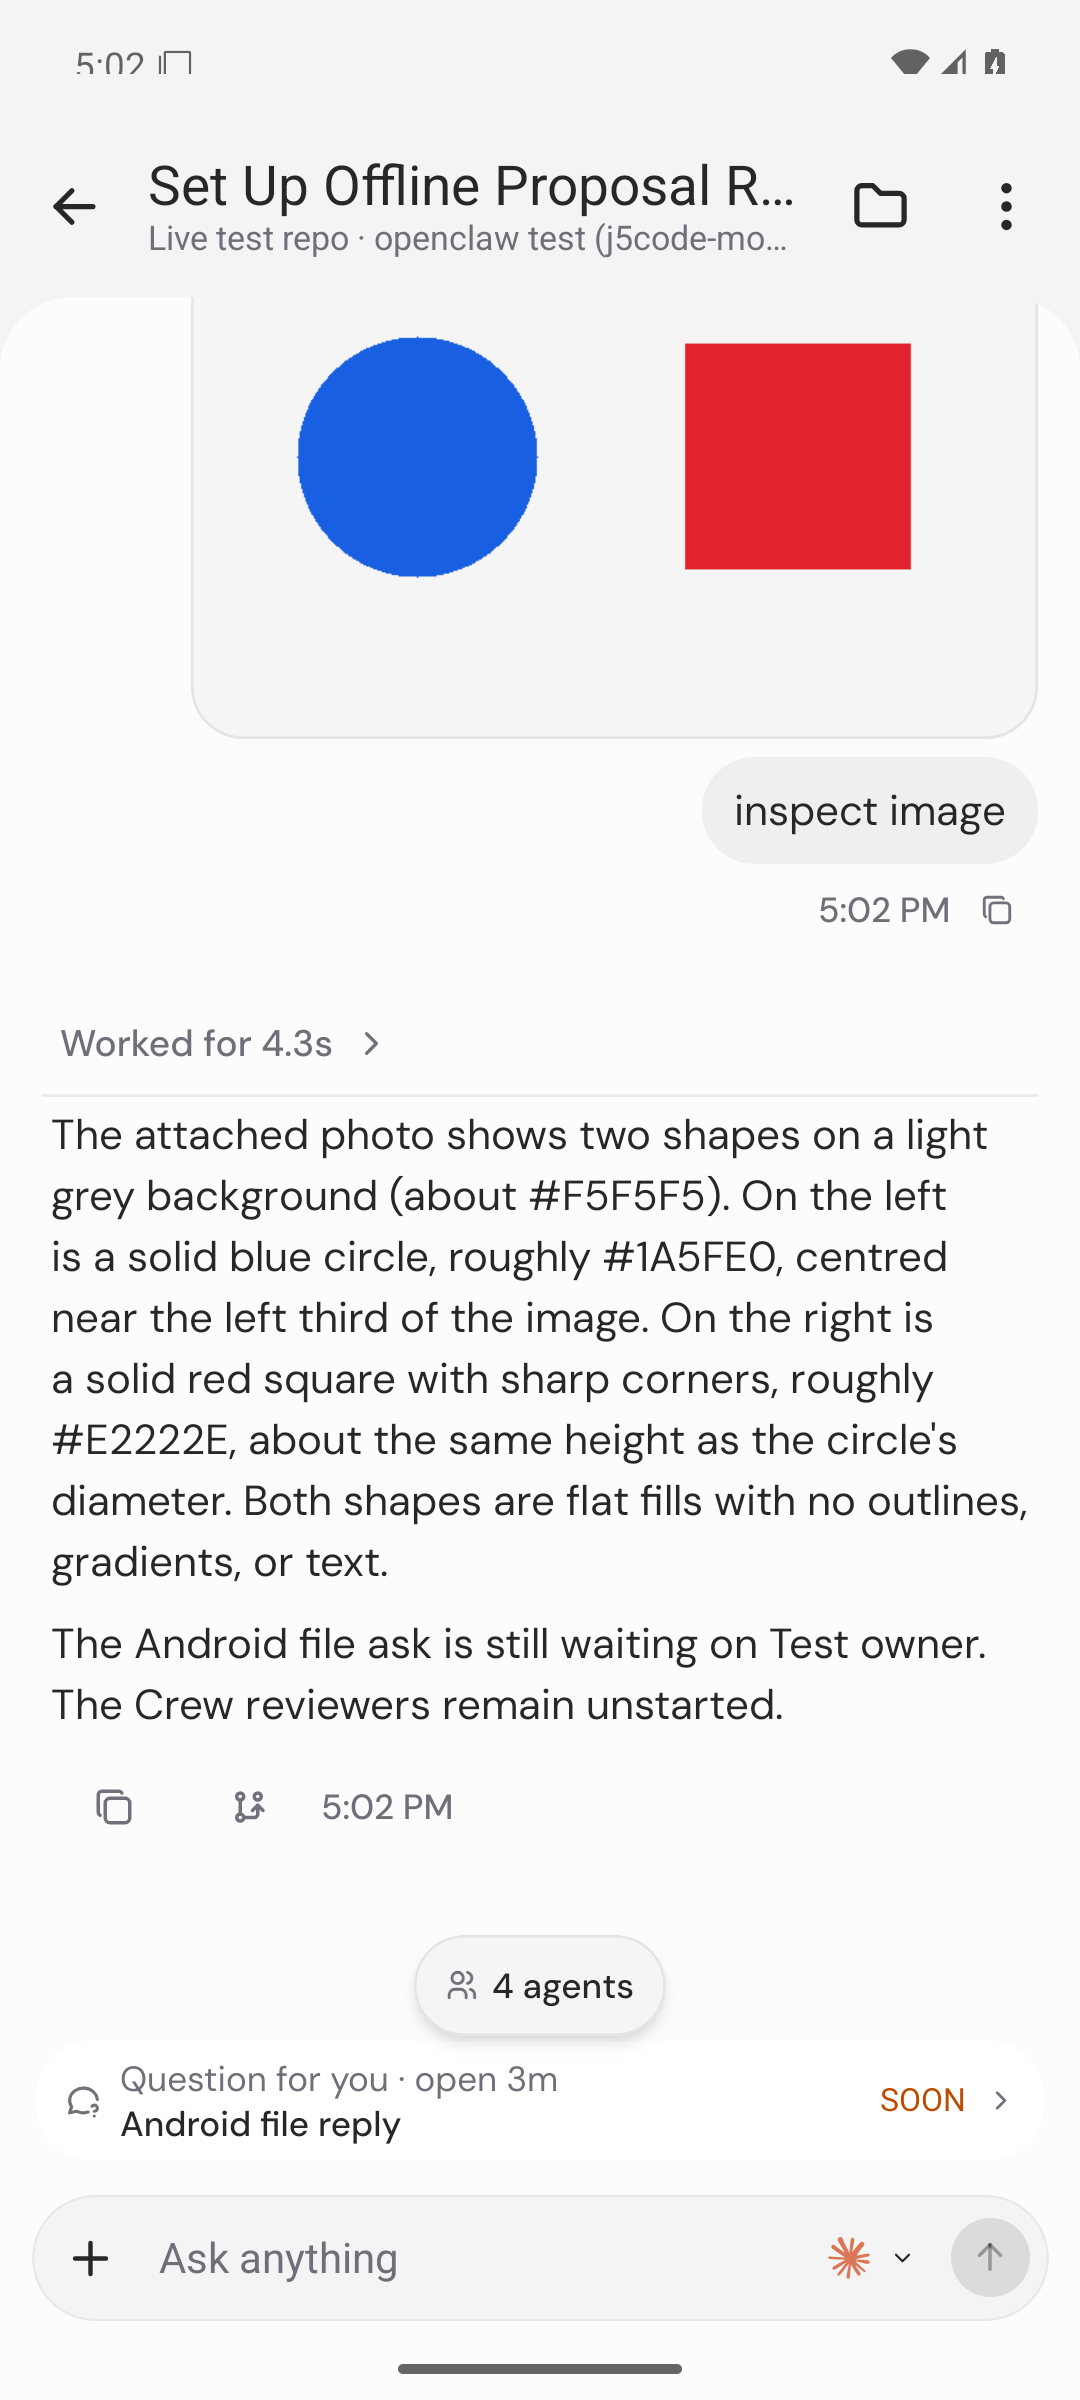 5:02
Set Up Offline Proposal R...
Live test repo · openclaw test (j5code-mo...
inspect image
5:02 PM
Worked for 4.3s
The attached photo shows two shapes on a light
grey background (about #F5F5F5). On the left
is a solid blue circle, roughly #1A5FE0, centred
near the left third of the image. On the right is
a solid red square with sharp corners, roughly
#E2222E, about the same height as the circle's
diameter. Both shapes are flat fills with no outlines,
gradients, or text.
The Android file ask is still waiting on Test owner.
The Crew reviewers remain unstarted.
5:02 PM
4 agents
Question for you · open 3m
Android file reply
SOON
Ask anything